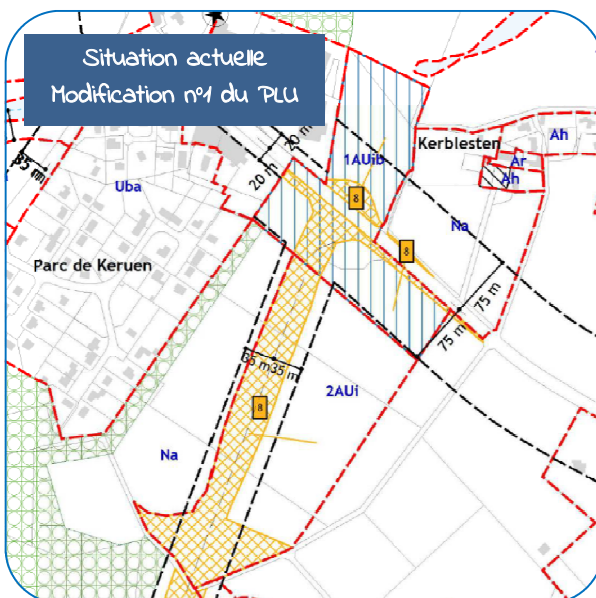 Situation actuelle
Modification n°1 du PLU
20 m
20 m
35 m
1AUib
Kerblesten
Ah
Ar
Ah
Uba
8
Na
8
Parc de Keruen
75 m
75 m
35 m
2AUi
8
Na